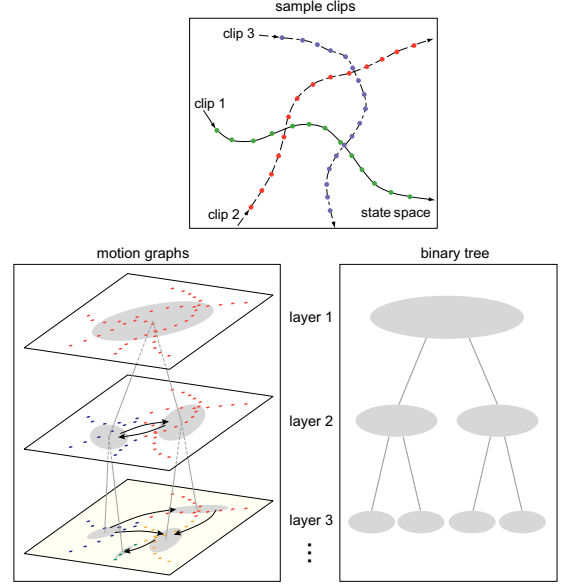 sample clips
clip 3
clip 1
clip 2
state space
motion graphs
binary tree
layer 1
layer 2
layer 3